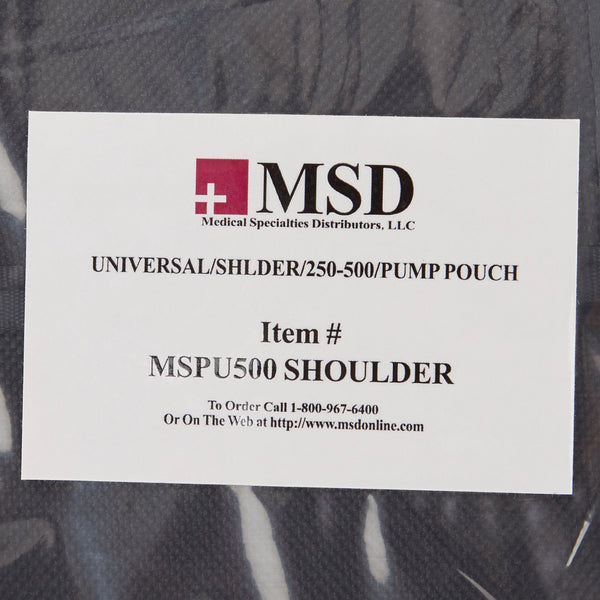 MSD
Medical Specialties Distributors, LLC
UNIVERSAL/SHLDER/250-500/PUMP POUCH
Item #
MSPU500 SHOULDER
To Order Call 1-800-967-6400
Or On The Web at http://www.msdonline.com